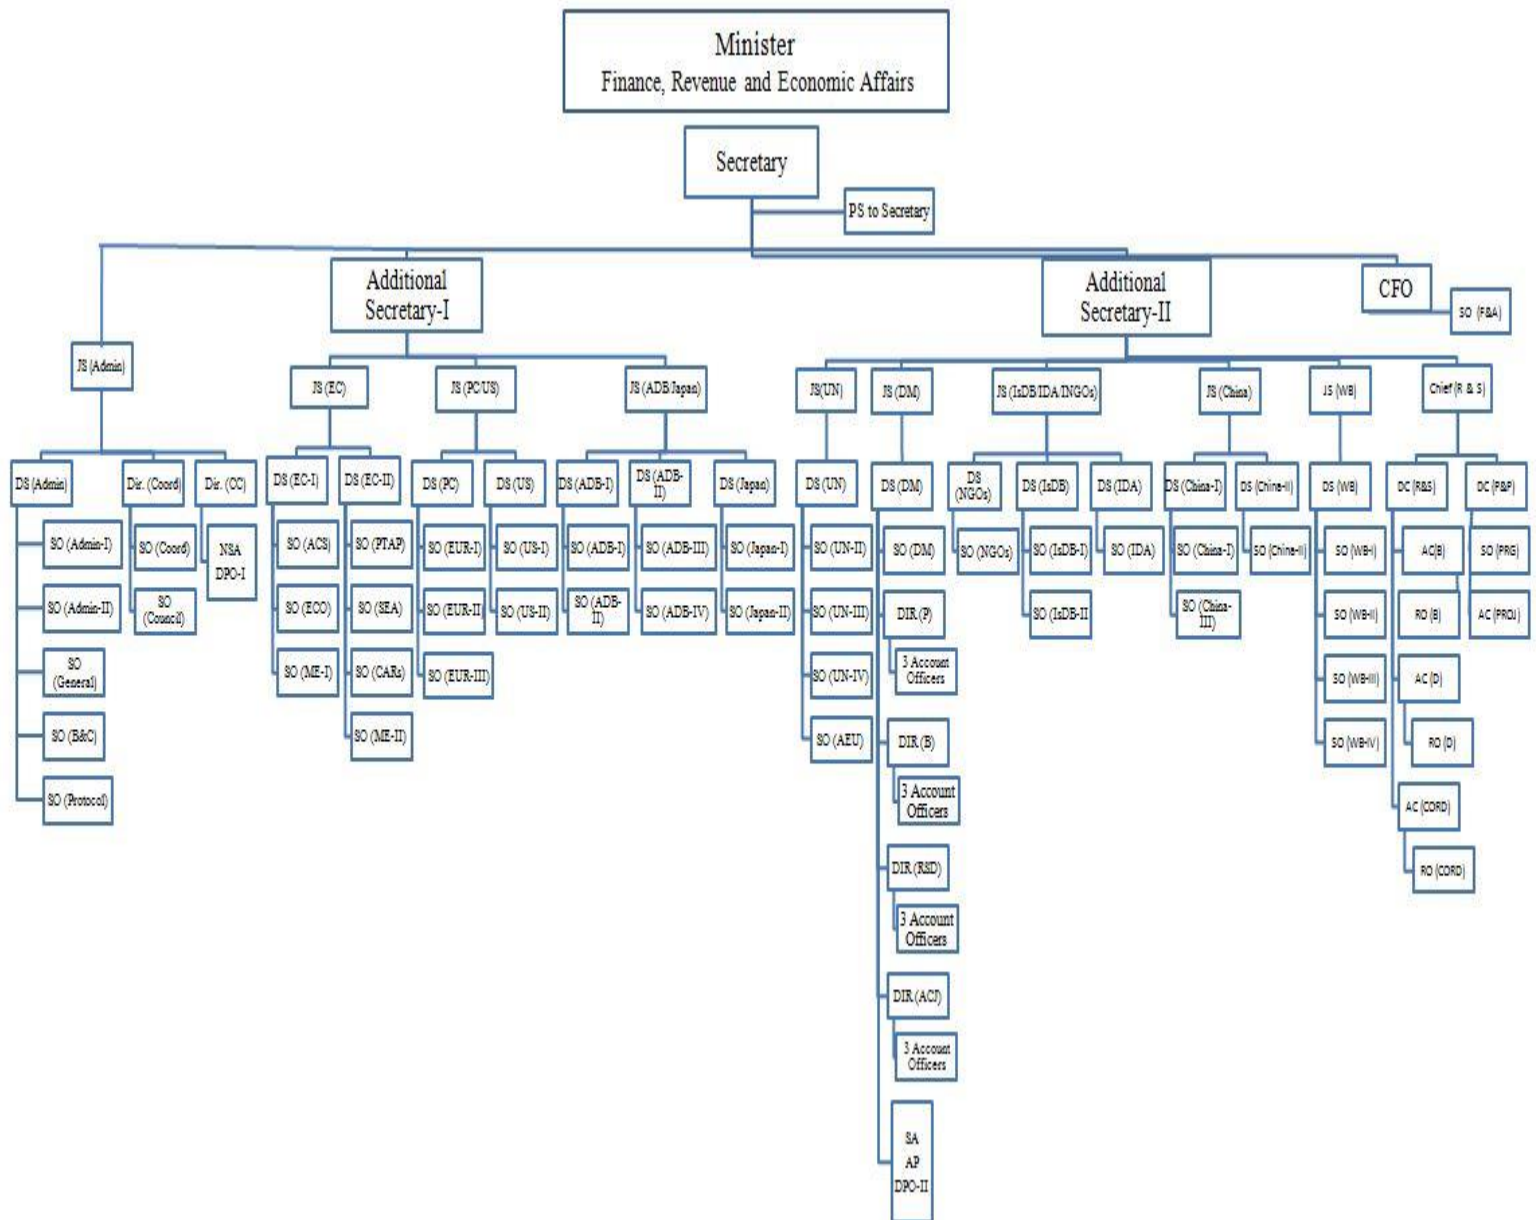 Minister
Finance, Revenue and Economic Affairs
Secretary
PS to Secretary
Additional
Secretary-I
Additional
Secretary-II
CFO
SO (F&A)
JS (Admin)
JS (EC)
JS (PC/US)
JS (ADB/Japan)
JS(UN)
JS (DM)
JS (IsDB/IDA/INGOs)
JS (China)
JS (WB)
Chief (R & S)
DS (Admin)
Dir. (Coord)
Dir. (CC)
DS (EC-I)
DS (EC-II)
DS (PC)
DS (US)
DS (ADB-I)
DS (ADB-
II)
DS (Japan)
DS (UN)
DS (DM)
DS
(NGOs)
DS (IsDB)
DS (IDA)
DS (China-I)
DS (China-II)
DS (WB)
DC (R&S)
DC (P&P)
SO (Admin-I)
SO (Coord)
NSA
DPO-I
SO (ACS)
SO (PTAP)
SO (EUR-I)
SO (US-I)
SO (ADB-I)
SO (ADB-III)
SO (Japan-I)
SO (UN-II)
SO (DM)
SO (NGOs)
SO (IsDB-I)
SO (IDA)
SO (China-I)
SO (China-II)
SO (WB-I)
AC(B)
SO (PRG)
SO (Admin-II)
SO
(Council)
SO (ECO)
SO (SEA)
SO (EUR-II)
SO (US-II)
SO (ADB-
II)
SO (ADB-IV)
SO (Japan-II)
SO (UN-III)
DIR (P)
SO (IsDB-II
SO (China-
III)
SO (WB-II)
RO (B)
AC (PROJ)
SO
(General)
SO (ME-I)
SO (CARs)
SO (EUR-III)
SO (UN-IV)
3 Account
Officers
SO (WB-III)
AC (D)
SO (B&C)
SO (ME-II)
SO (AEU)
DIR (B)
SO (WB-IV)
RO (D)
SO (Protocol)
3 Account
Officers
AC (CORD)
DIR (RSD)
RO (CORD)
3 Account
Officers
DIR (ACJ)
3 Account
Officers
SA
AP
DPO-II